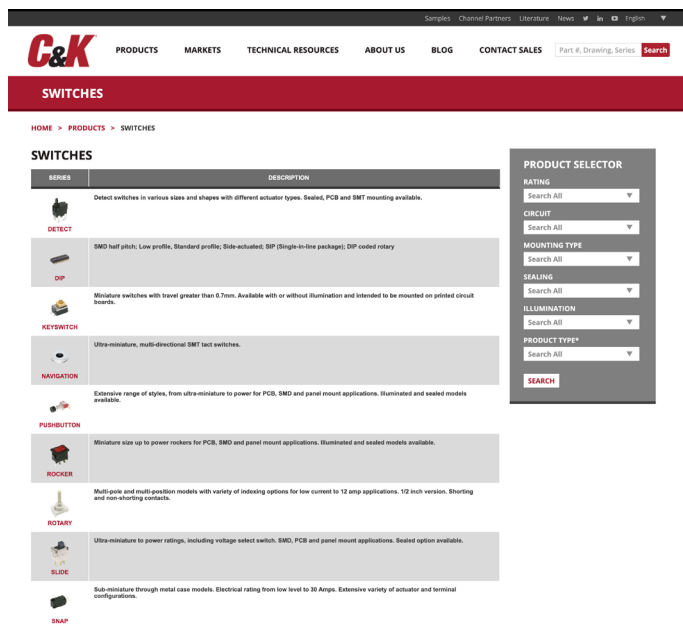 Samples Channel Partners Literature News English
C&K
PRODUCTS MARKETS TECHNICAL RESOURCES ABOUT US BLOG CONTACT SALES Part #, Drawing, Series Search
SWITCHES
HOME > PRODUCTS > SWITCHES
SWITCHES
SERIES DESCRIPTION
Detect switches in various sizes and shapes with different actuator types. Sealed, PCB and SMT mounting available.
DETECT
SMD half pitch; Low profile, Standard profile; Side-actuated; SIP (Single-in-line package); DIP coded rotary
DIP
Miniature switches with travel greater than 0.7mm. Available with or without illumination and intended to be mounted on printed circuit
boards.
KEYSWITCH
Ultra-miniature, multi-directional SMT tact switches.
NAVIGATION
Extensive range of styles, from ultra-miniature to power for PCB, SMD and panel mount applications. Illuminated and sealed models
available.
PUSHBUTTON
Miniature size up to power rockers for PCB, SMD and panel mount applications. Illuminated and sealed models available.
ROCKER
Multi-pole and multi-position models with variety of indexing options for low current to 12 amp applications. 1/2 inch version. Shorting
and non-shorting contacts.
ROTARY
Ultra-miniature to power ratings, including voltage select switch. SMD, PCB and panel mount applications. Sealed option available.
SLIDE
Sub-miniature through metal case models. Electrical rating from low level to 30 Amps. Extensive variety of actuator and terminal
configurations.
SNAP
PRODUCT SELECTOR
RATING
Search All
CIRCUIT
Search All
MOUNTING TYPE
Search All
SEALING
Search All
ILLUMINATION
Search All
PRODUCT TYPE*
Search All
SEARCH